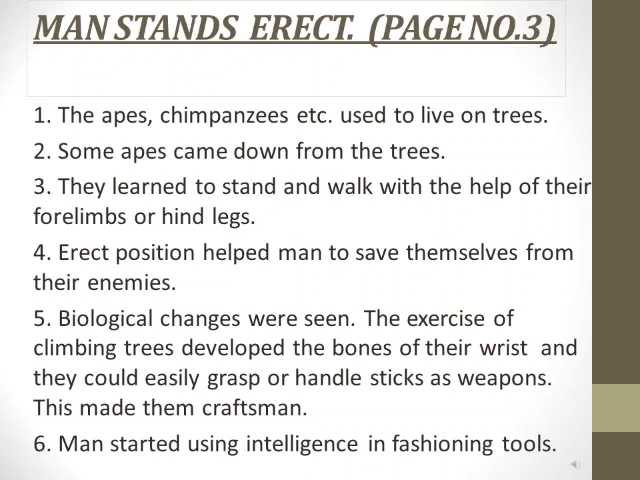 MAN STANDS ERECT. (PAGE NO.3)
1. The apes, chimpanzees etc. used to live on trees.
2. Some apes came down from the trees.
3. They learned to stand and walk with the help of their
forelimbs or hind legs.
4. Erect position helped man to save themselves from
their enemies.
5. Biological changes were seen. The exercise of
climbing trees developed the bones of their wrist and
they could easily grasp or handle sticks as weapons.
This made them craftsman.
6. Man started using intelligence in fashioning tools.